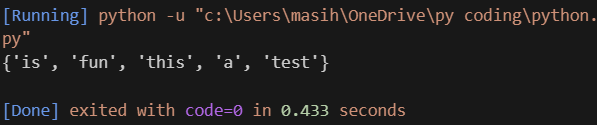 [Running] python -u "c:\Users\masih\OneDrive\py coding\python.
py"
{'is', 'fun', 'this', 'a', 'test'}
[Done] exited with code=0 in 0.433 seconds